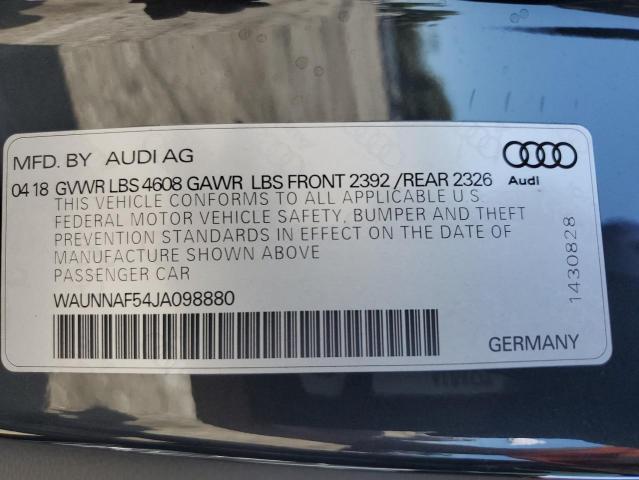 MFD. BY AUDI AG
04 18 GVWR LBS 4608 GAWR LBS FRONT 2392 /REAR 2326
Audi
THIS VEHICLE CONFORMS TO ALL APPLICABLE U S
FEDERAL MOTOR VEHICLE SAFETY, BUMPER AND THEFT
PREVENTION STANDARDS IN EFFECT ON THE DATE OF
MANUFACTURE SHOWN ABOVE
PASSENGER CAR
WAUNNAF54JA098880
1430828
GERMANY